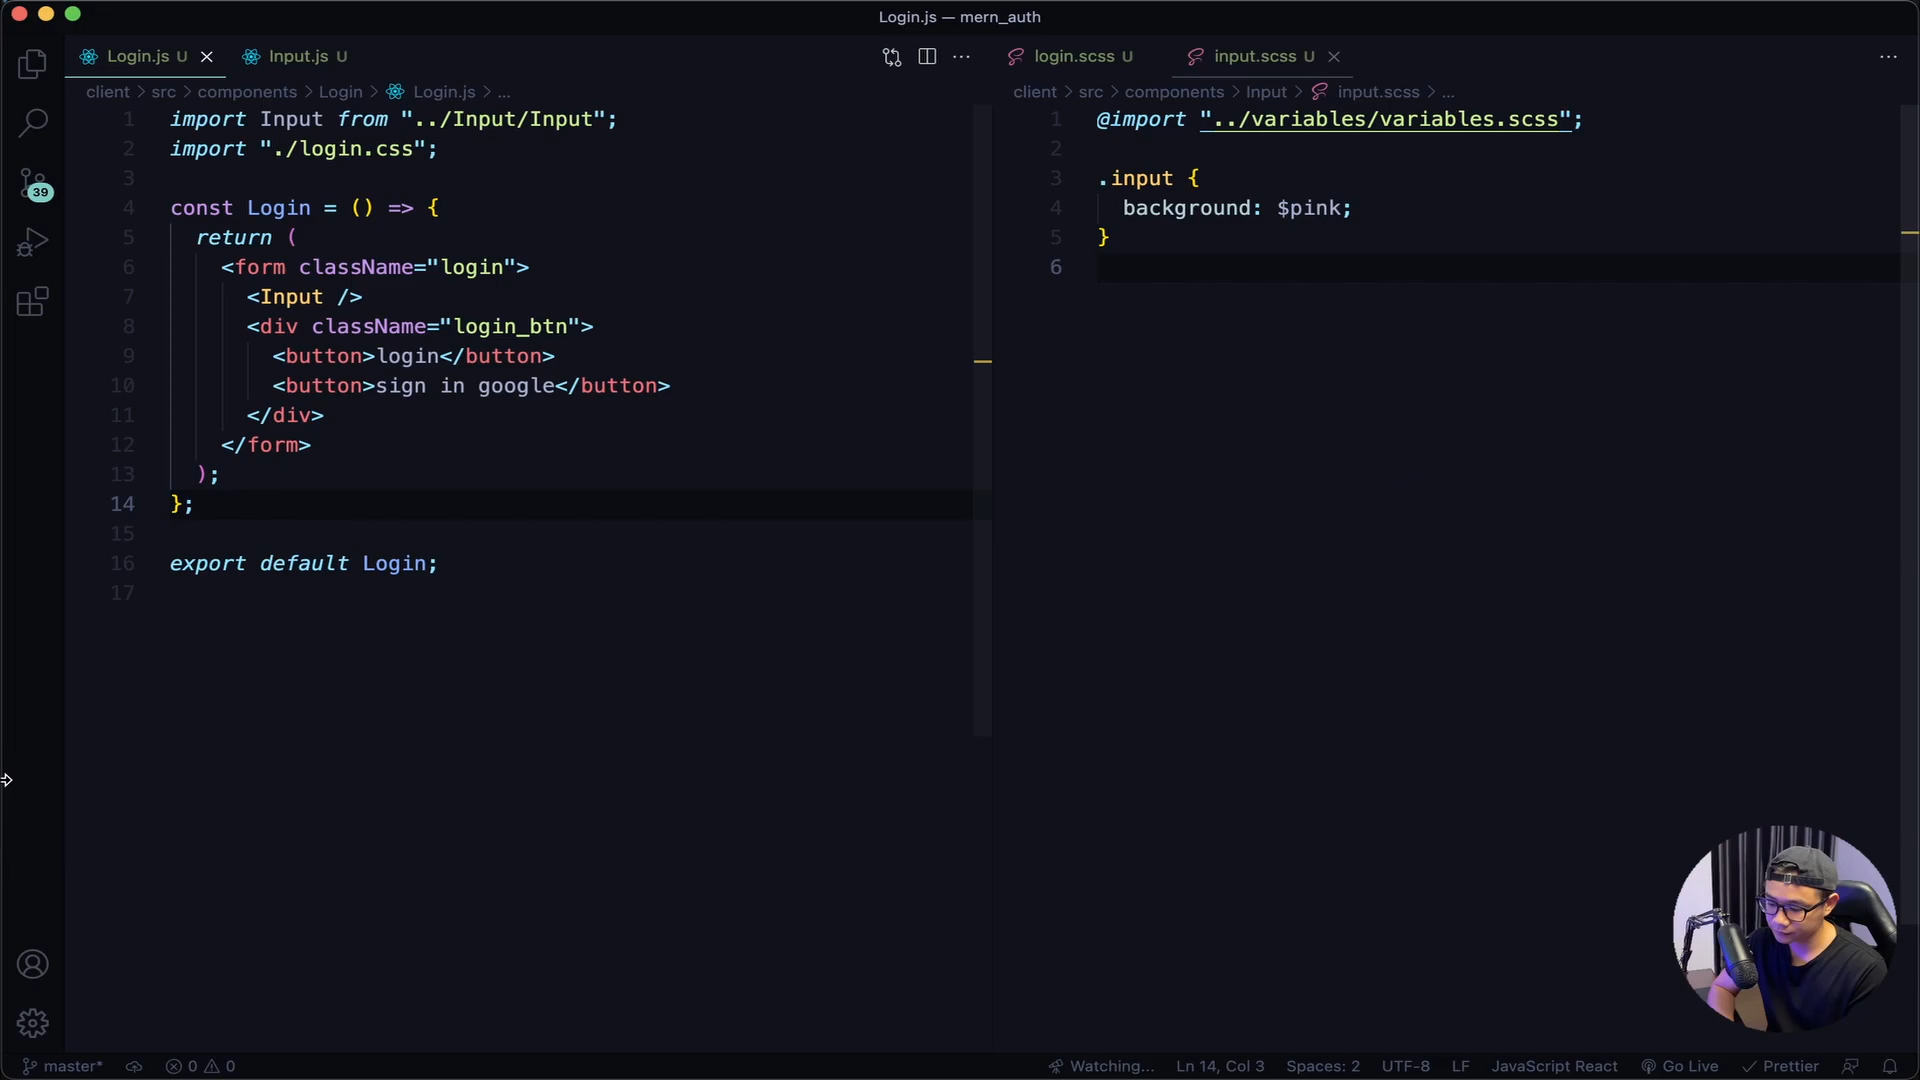 Login.js — mern_auth
Login.js U
Input.js U
login.scss U
input.scss U
client > src > components > Login > Login.js > ...
client > src > components > Input > input.scss > ...
1 import Input from "../Input/Input";
2 import "./login.css";
3
4 const Login = () => {
5 return (
6 <form className="login">
7 <Input />
8 <div className="login_btn">
9 <button>login</button>
10 <button>sign in google</button>
11 </div>
12 </form>
13 );
14 };
15
16 export default Login;
17
1 @import "../variables/variables.scss";
2
3 .input {
4 background: $pink;
5 }
6
39
master* 0 0 Watching... Ln 14, Col 3 Spaces: 2 UTF-8 LF JavaScript React Go Live Prettier